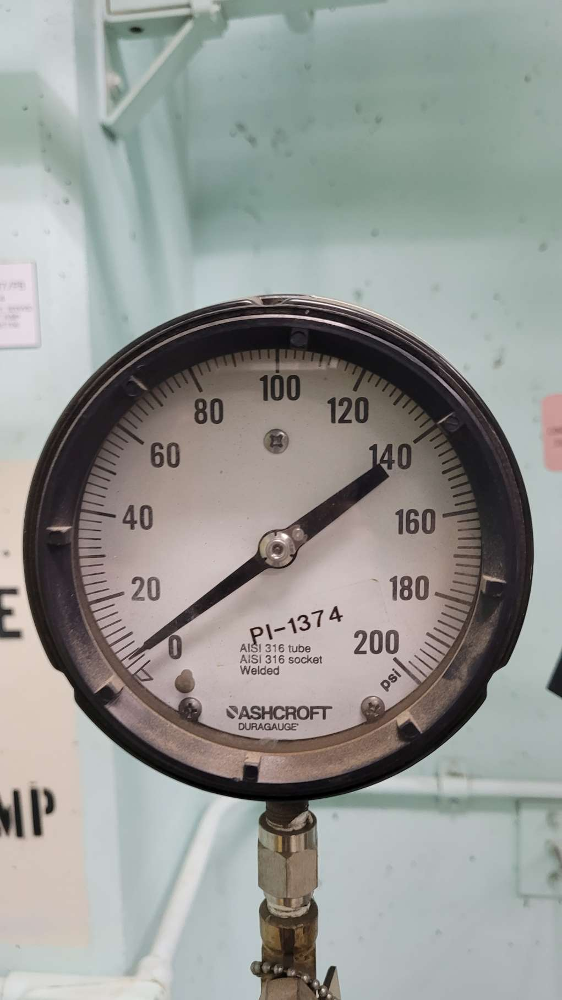 100
80
120
60
140
40
160
20
180
PI-1374
0
200
AISI 316 tube
AISI 316 socket
Welded
psi
ASHCROFT
DURAGAUGE
E
MP